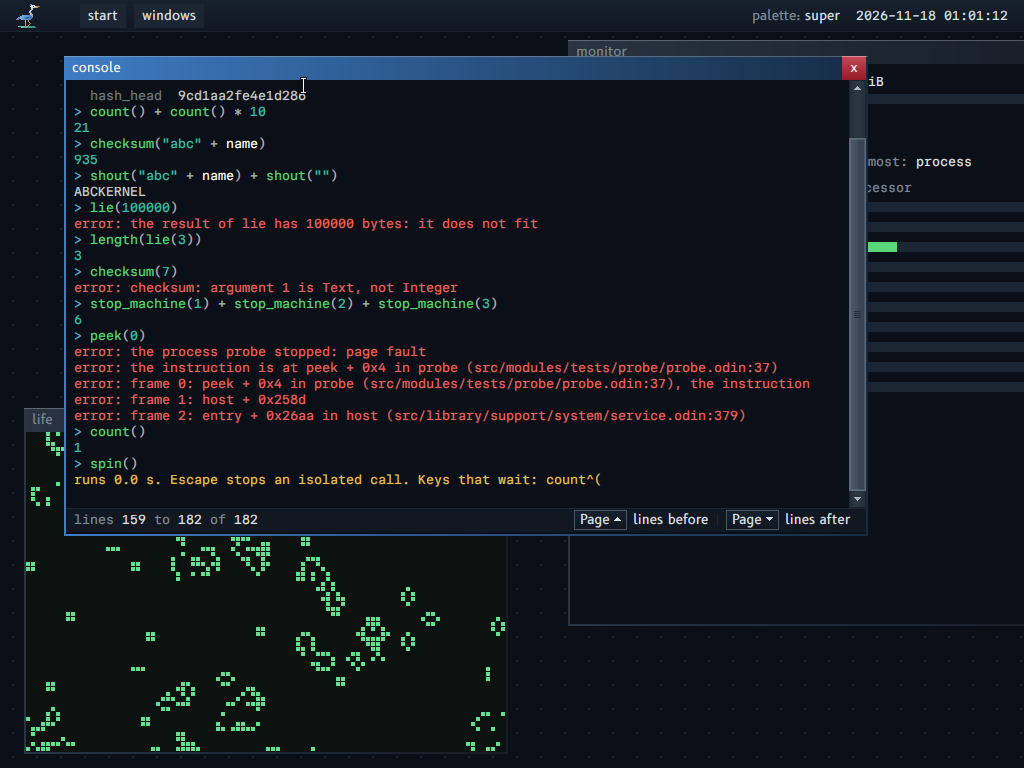 start windows palette: super 2026-11-18 01:01:12
monitor
console x
iB
hash_head 9cd1aa2fe4e1d286
> count() + count() * 10
21
> checksum("abc" + name)
935
> shout("abc" + name) + shout("")
most: process
ABCKERNEL
cessor
> lie(100000)
error: the result of lie has 100000 bytes: it does not fit
> length(lie(3))
3
> checksum(7)
error: checksum: argument 1 is Text, not Integer
> stop_machine(1) + stop_machine(2) + stop_machine(3)
6
> peek(0)
error: the process probe stopped: page fault
error: the instruction is at peek + 0x4 in probe (src/modules/tests/probe/probe.odin:37)
error: frame 0: peek + 0x4 in probe (src/modules/tests/probe/probe.odin:37), the instruction
error: frame 1: host + 0x258d
error: frame 2: entry + 0x26aa in host (src/library/support/system/service.odin:379)
life
> count()
1
> spin()
runs 0.0 s. Escape stops an isolated call. Keys that wait: count^(
lines 159 to 182 of 182 Page lines before Page lines after